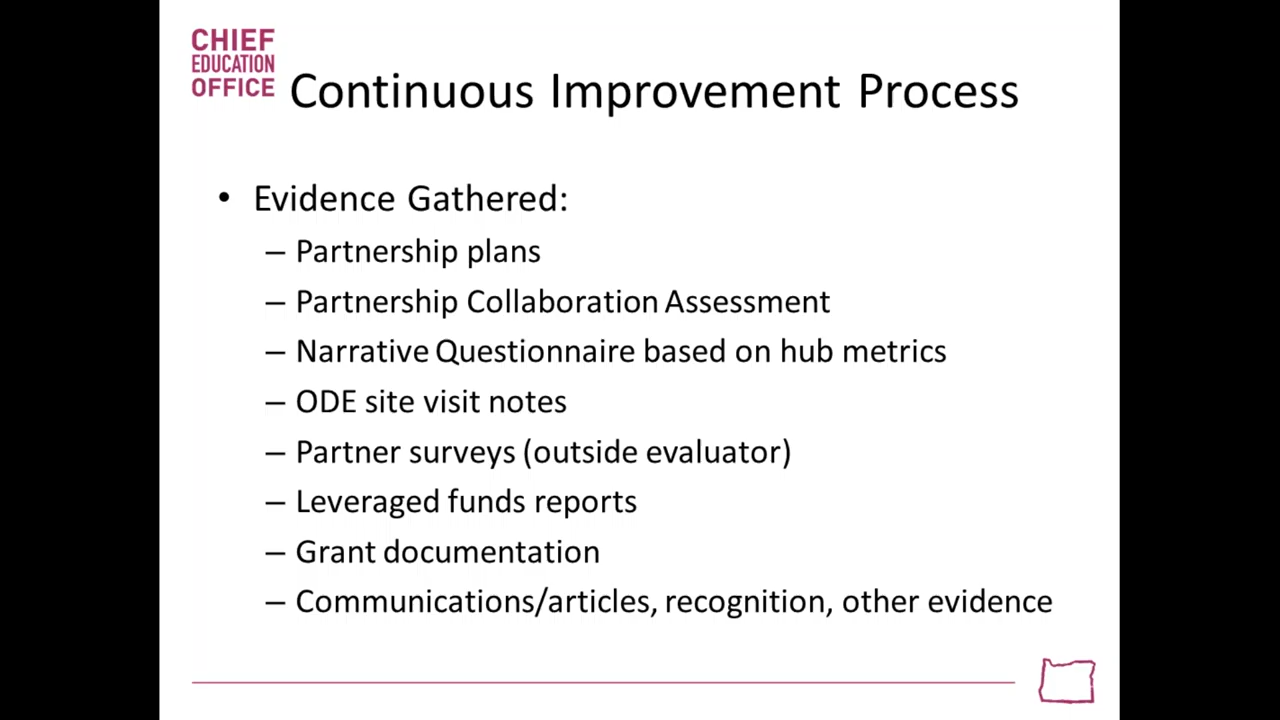 CHIEF
EDUCATION
OFFICE
Continuous Improvement Process
• Evidence Gathered:
– Partnership plans
– Partnership Collaboration Assessment
– Narrative Questionnaire based on hub metrics
– ODE site visit notes
– Partner surveys (outside evaluator)
– Leveraged funds reports
– Grant documentation
– Communications/articles, recognition, other evidence